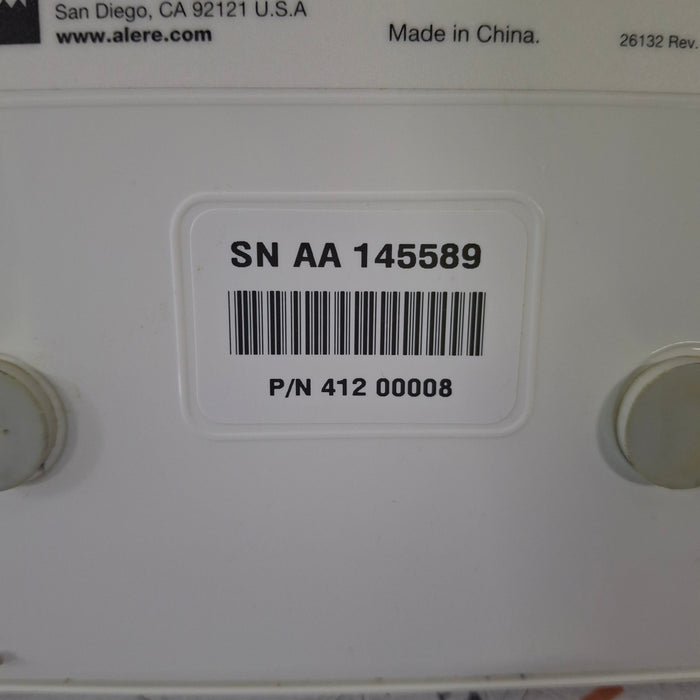 San Diego, CA 92121 U.S.A
www.alere.com
Made in China.
26132 Rev.
SN AA 145589
P/N 412 00008